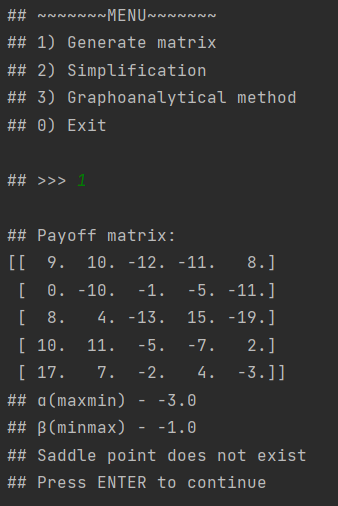 ## ~~~~~~~MENU~~~~~~~
## 1) Generate matrix
## 2) Simplification
## 3) Graphoanalytical method
## 0) Exit
## >>> 1
## Payoff matrix:
[[  9.  10. -12. -11.   8.]
 [  0. -10.  -1.  -5. -11.]
 [  8.   4. -13.  15. -19.]
 [ 10.  11.  -5.  -7.   2.]
 [ 17.   7.  -2.   4.  -3.]]
## α(maxmin) - -3.0
## β(minmax) - -1.0
## Saddle point does not exist
## Press ENTER to continue